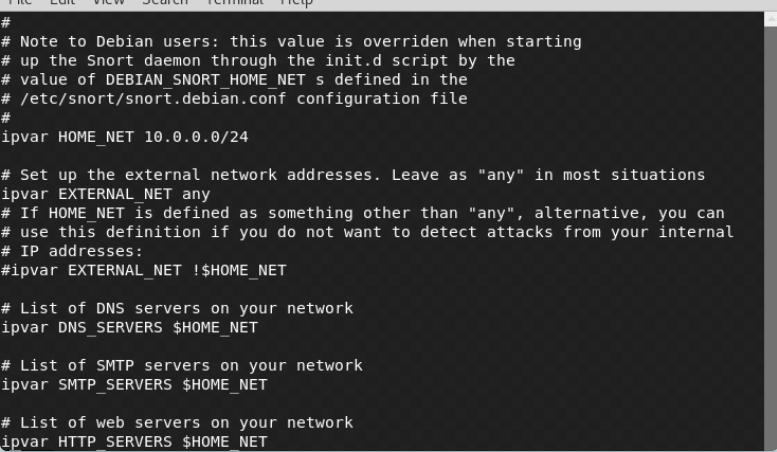 File Edit View Search Terminal Help
#
# Note to Debian users: this value is overriden when starting
# up the Snort daemon through the init.d script by the
# value of DEBIAN_SNORT_HOME_NET s defined in the
# /etc/snort/snort.debian.conf configuration file
#
ipvar HOME_NET 10.0.0.0/24
# Set up the external network addresses. Leave as "any" in most situations
ipvar EXTERNAL_NET any
# If HOME_NET is defined as something other than "any", alternative, you can
# use this definition if you do not want to detect attacks from your internal
# IP addresses:
#ipvar EXTERNAL_NET !$HOME_NET
# List of DNS servers on your network
ipvar DNS_SERVERS $HOME_NET
# List of SMTP servers on your network
ipvar SMTP_SERVERS $HOME_NET
# List of web servers on your network
ipvar HTTP_SERVERS $HOME_NET